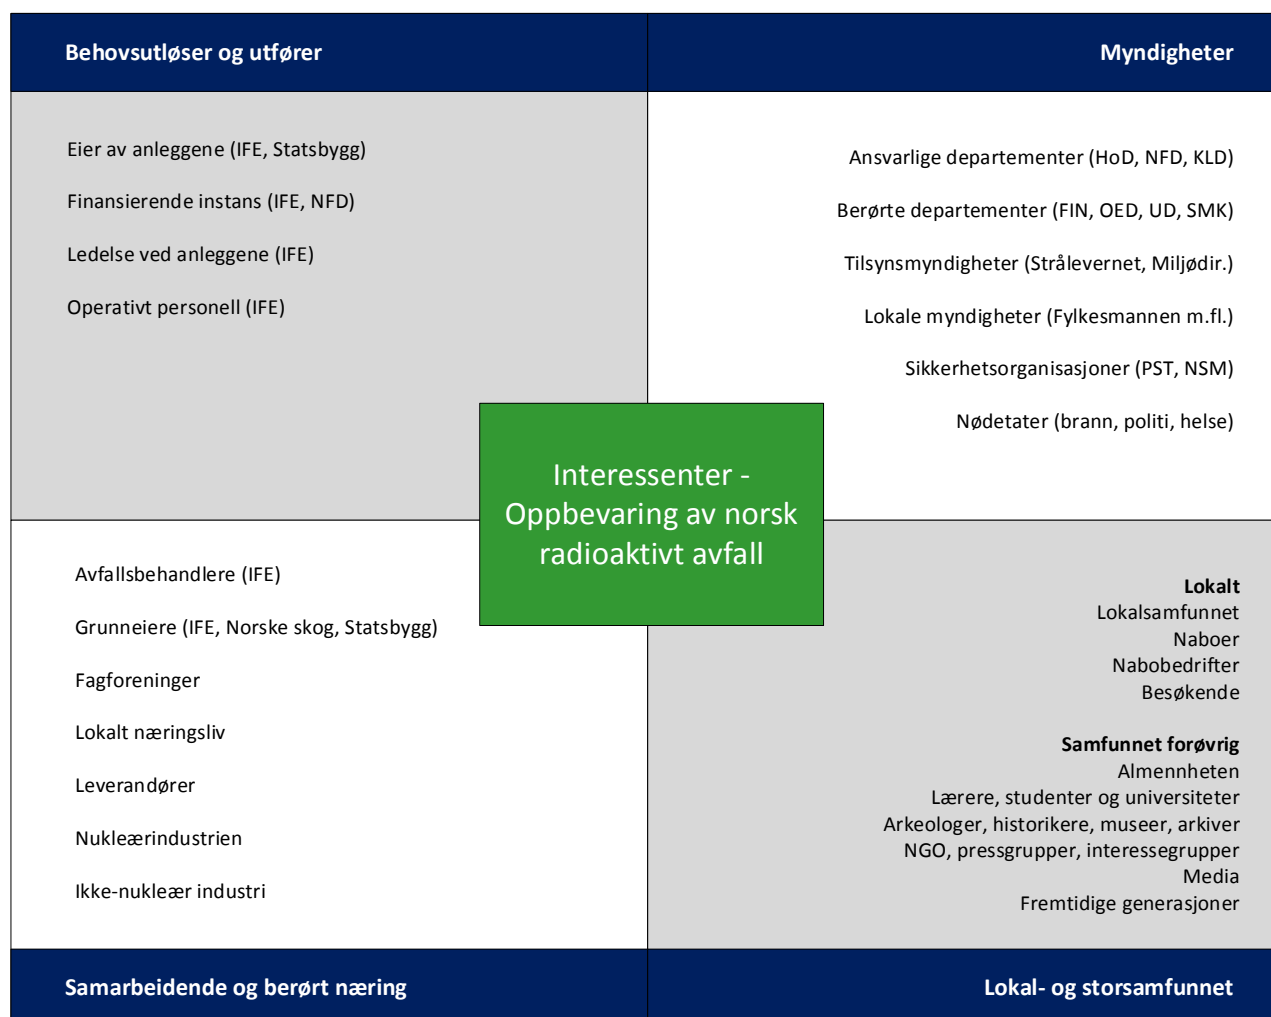 Behovsutløser og utfører
Myndigheter
Eier av anleggene (IFE, Statsbygg)
Finansierende instans (IFE, NFD)
Ledelse ved anleggene (IFE)
Operativt personell (IFE)
Ansvarlige departementer (HoD, NFD, KLD)
Berørte departementer (FIN, OED, UD, SMK)
Tilsynsmyndigheter (Strålevernet, Miljødir.)
Lokale myndigheter (Fylkesmannen m.fl.)
Sikkerhetsorganisasjoner (PST, NSM)
Nødetater (brann, politi, helse)
Interessenter -
Oppbevaring av norsk
radioaktivt avfall
Avfallsbehandlere (IFE)
Grunneiere (IFE, Norske skog, Statsbygg)
Fagforeninger
Lokalt næringsliv
Leverandører
Nukleærindustrien
Ikke-nukleær industri
Lokalt
Lokalsamfunnet
Naboer
Nabobedrifter
Besøkende
Samfunnet forøvrig
Almennheten
Lærere, studenter og universiteter
Arkeologer, historikere, museer, arkiver
NGO, pressgrupper, interessegrupper
Media
Fremtidige generasjoner
Samarbeidende og berørt næring
Lokal- og storsamfunnet